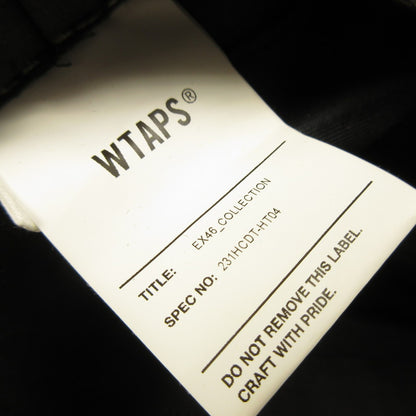 WTAPS®
TITLE: EX46_COLLECTION
SPEC NO: 231HCDT-HT04
DO NOT REMOVE THIS LABEL.
CRAFT WITH PRIDE.